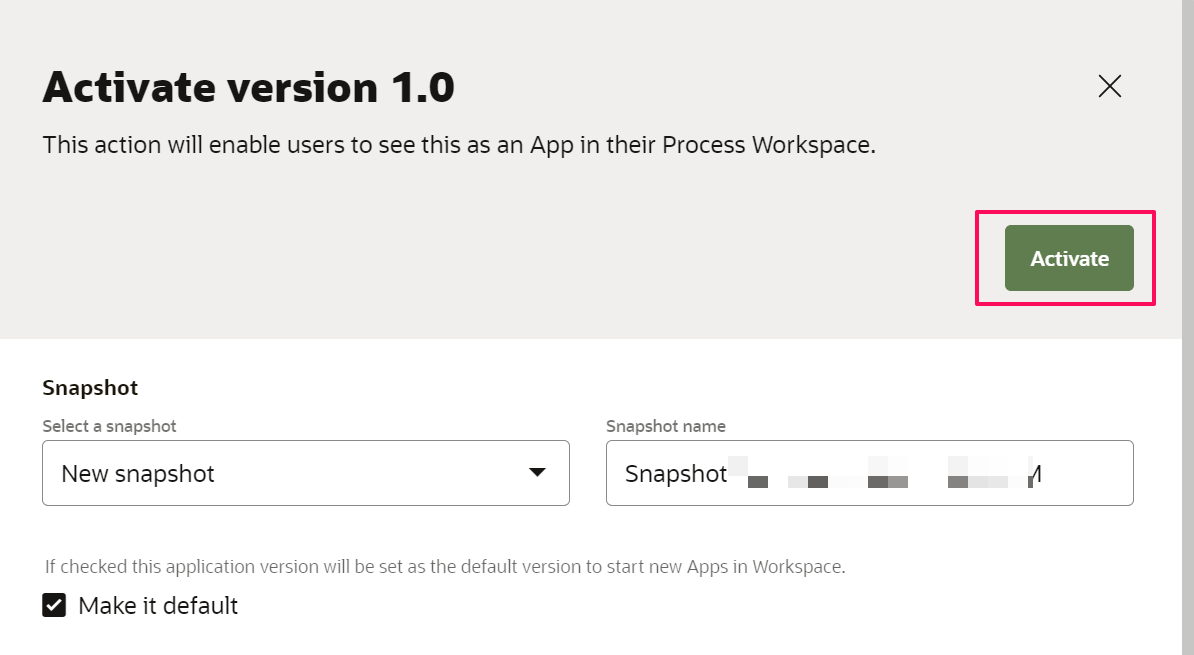 Activate version 1.0
This action will enable users to see this as an App in their Process Workspace.
Activate
Snapshot
Select a snapshot
Snapshot name
New snapshot
Snapshot
If checked this application version will be set as the default version to start new Apps in Workspace.
Make it default